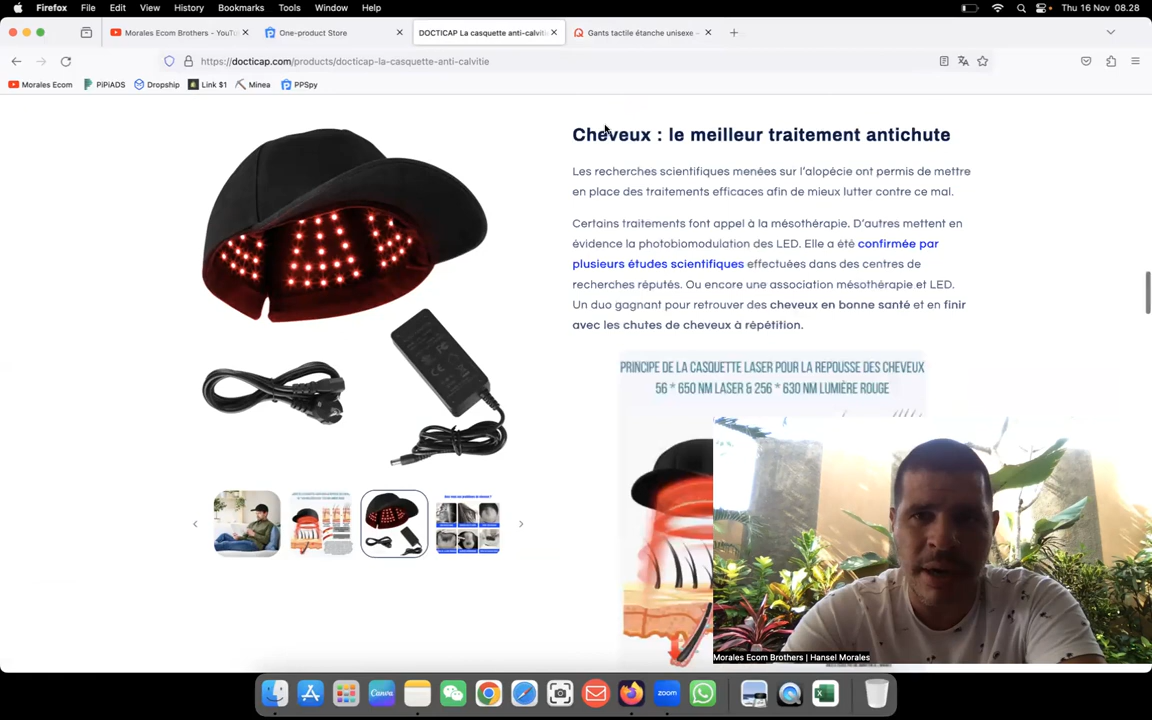 Firefox File Edit View History Bookmarks Tools Window Help Thu 16 Nov 08.28
Morales Ecom Brothers - YouTu One-product Store DOCTICAP La casquette anti-calviti Gants tactile étanche unisexe –
https://docticap.com/products/docticap-la-casquette-anti-calvitie
Morales Ecom PiPiADS Dropship Link $1 Minea PPSpy
Cheveux : le meilleur traitement antichute
Les recherches scientifiques menées sur l'alopécie ont permis de mettre
en place des traitements efficaces afin de mieux lutter contre ce mal.
Certains traitements font appel à la mésothérapie. D'autres mettent en
évidence la photobiomodulation des LED. Elle a été confirmée par
plusieurs études scientifiques effectuées dans des centres de
recherches réputés. Ou encore une association mésothérapie et LED.
Un duo gagnant pour retrouver des cheveux en bonne santé et en finir
avec les chutes de cheveux à répétition.
PRINCIPE DE LA CASQUETTE LASER POUR LA REPOUSSE DES CHEVEUX
56 * 650 NM LASER & 256 * 630 NM LUMIÈRE ROUGE
Morales Ecom Brothers | Hansel Morales
Canva
zoom